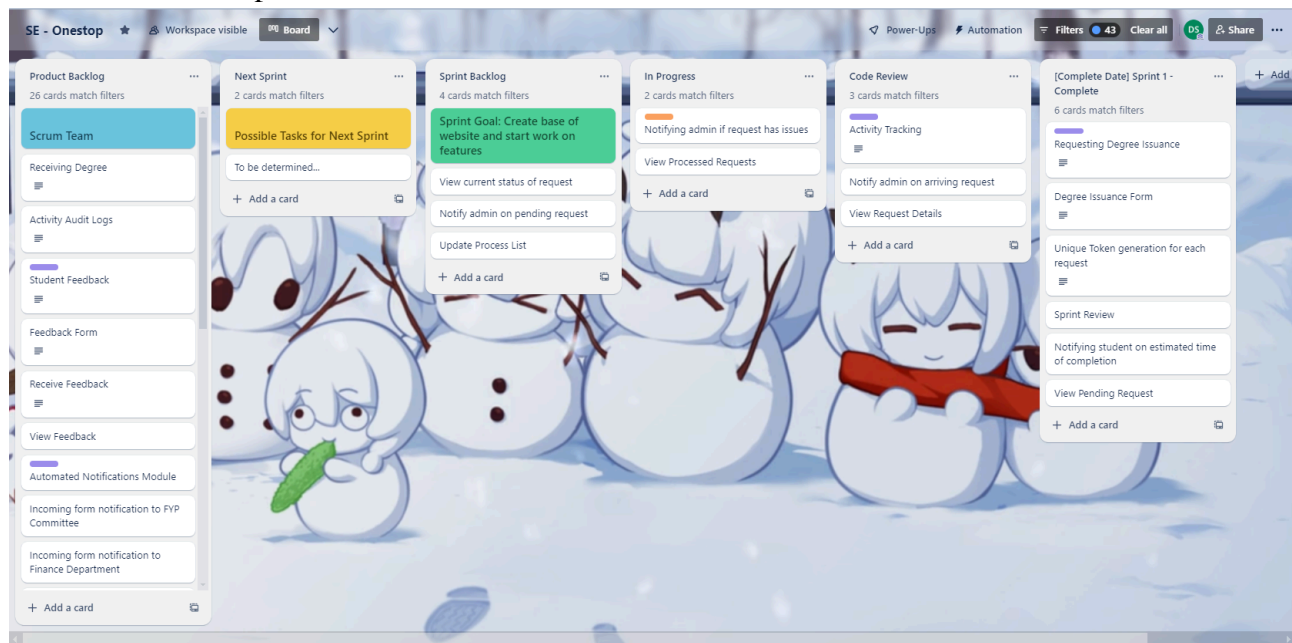 SE - Onestop
Workspace visible
Board
Power-Ups
Automation
Filters
43
Clear all
DS
Share
Product Backlog
26 cards match filters
Scrum Team
Receiving Degree
Activity Audit Logs
Student Feedback
Feedback Form
Receive Feedback
View Feedback
Automated Notifications Module
Incoming form notification to FYP
Committee
Incoming form notification to
Finance Department
+ Add a card
Next Sprint
2 cards match filters
Possible Tasks for Next Sprint
To be determined...
+ Add a card
Sprint Backlog
4 cards match filters
Sprint Goal: Create base of
website and start work on
features
View current status of request
Notify admin on pending request
Update Process List
+ Add a card
In Progress
2 cards match filters
Notifying admin if request has issues
View Processed Requests
+ Add a card
Code Review
3 cards match filters
Activity Tracking
Notify admin on arriving request
View Request Details
+ Add a card
[Complete Date] Sprint 1 -
Complete
6 cards match filters
Requesting Degree Issuance
Degree Issuance Form
Unique Token generation for each
request
Sprint Review
Notifying student on estimated time
of completion
View Pending Request
+ Add a card
+ Add